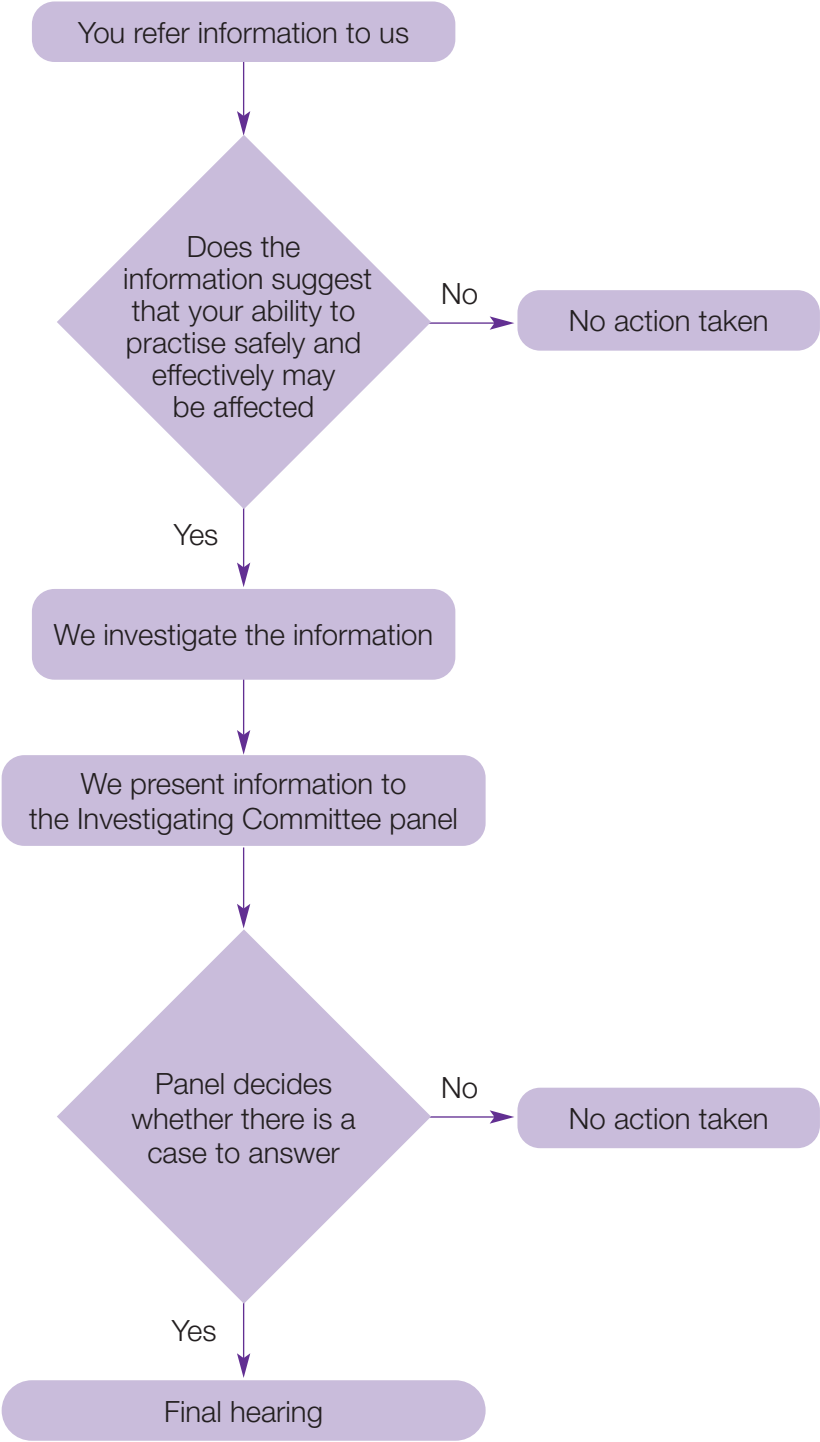 You refer information to us
Does the
information suggest
that your ability to
practise safely and
effectively may
be affected
No
No action taken
Yes
We investigate the information
We present information to
the Investigating Committee panel
Panel decides
whether there is a
case to answer
No
No action taken
Yes
Final hearing